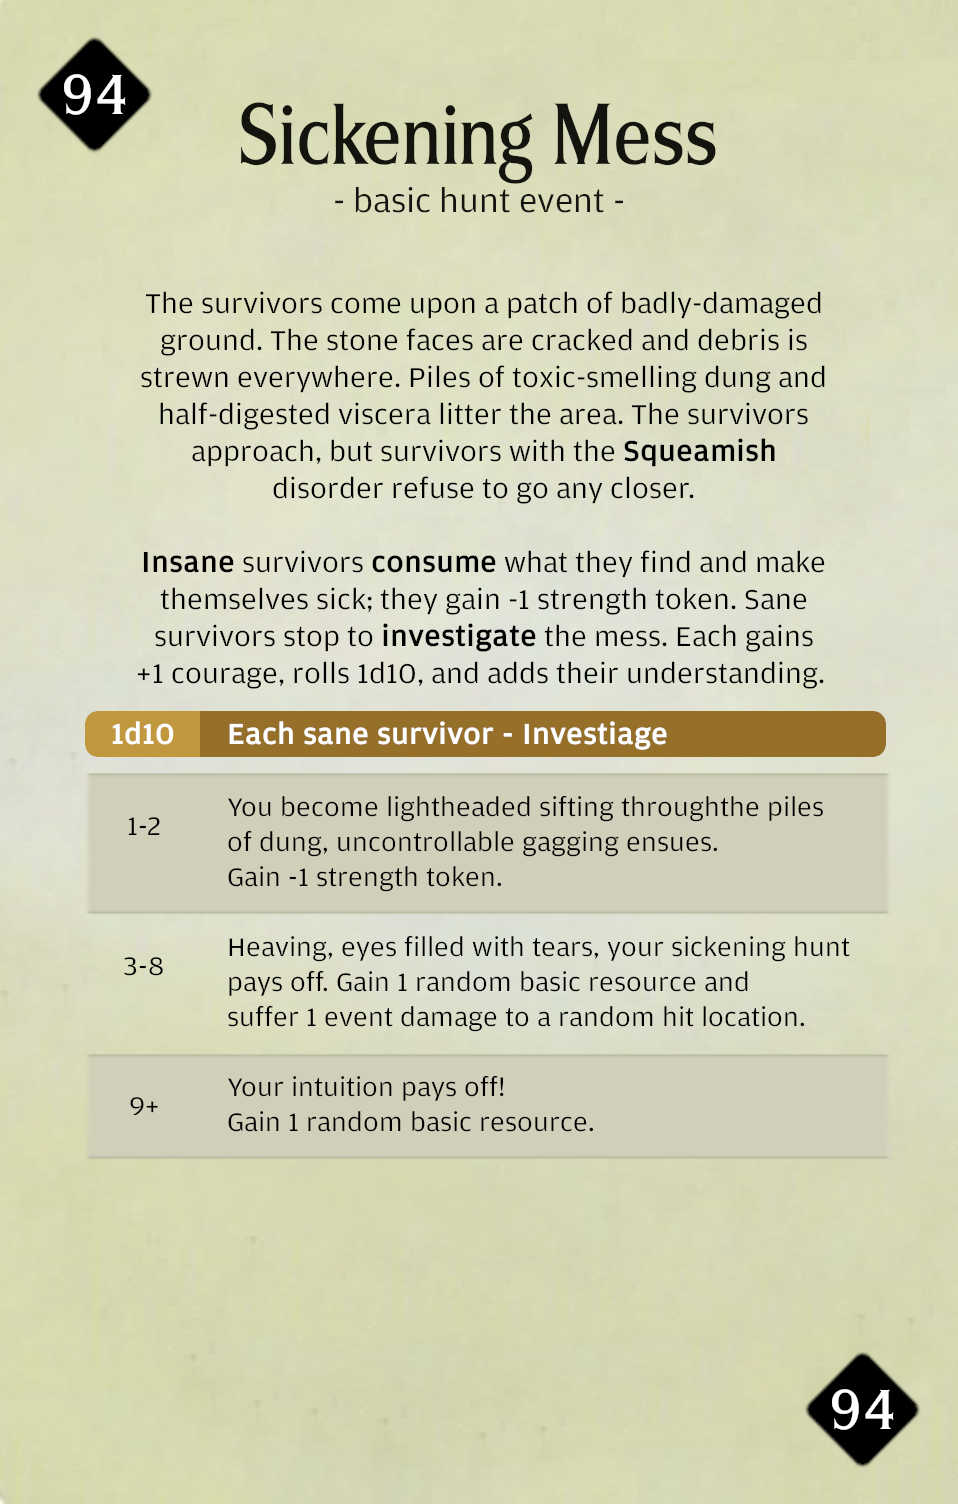 94
Sickening Mess
- basic hunt event -
The survivors come upon a patch of badly-damaged
ground. The stone faces are cracked and debris is
strewn everywhere. Piles of toxic-smelling dung and
half-digested viscera litter the area. The survivors
approach, but survivors with the Squeamish
disorder refuse to go any closer.
Insane survivors consume what they find and make
themselves sick; they gain -1 strength token. Sane
survivors stop to investigate the mess. Each gains
+1 courage, rolls 1d10, and adds their understanding.
1d10 Each sane survivor - Investiage
1-2
You become lightheaded sifting throughthe piles
of dung, uncontrollable gagging ensues.
Gain -1 strength token.
3-8
Heaving, eyes filled with tears, your sickening hunt
pays off. Gain 1 random basic resource and
suffer 1 event damage to a random hit location.
9+
Your intuition pays off!
Gain 1 random basic resource.
94